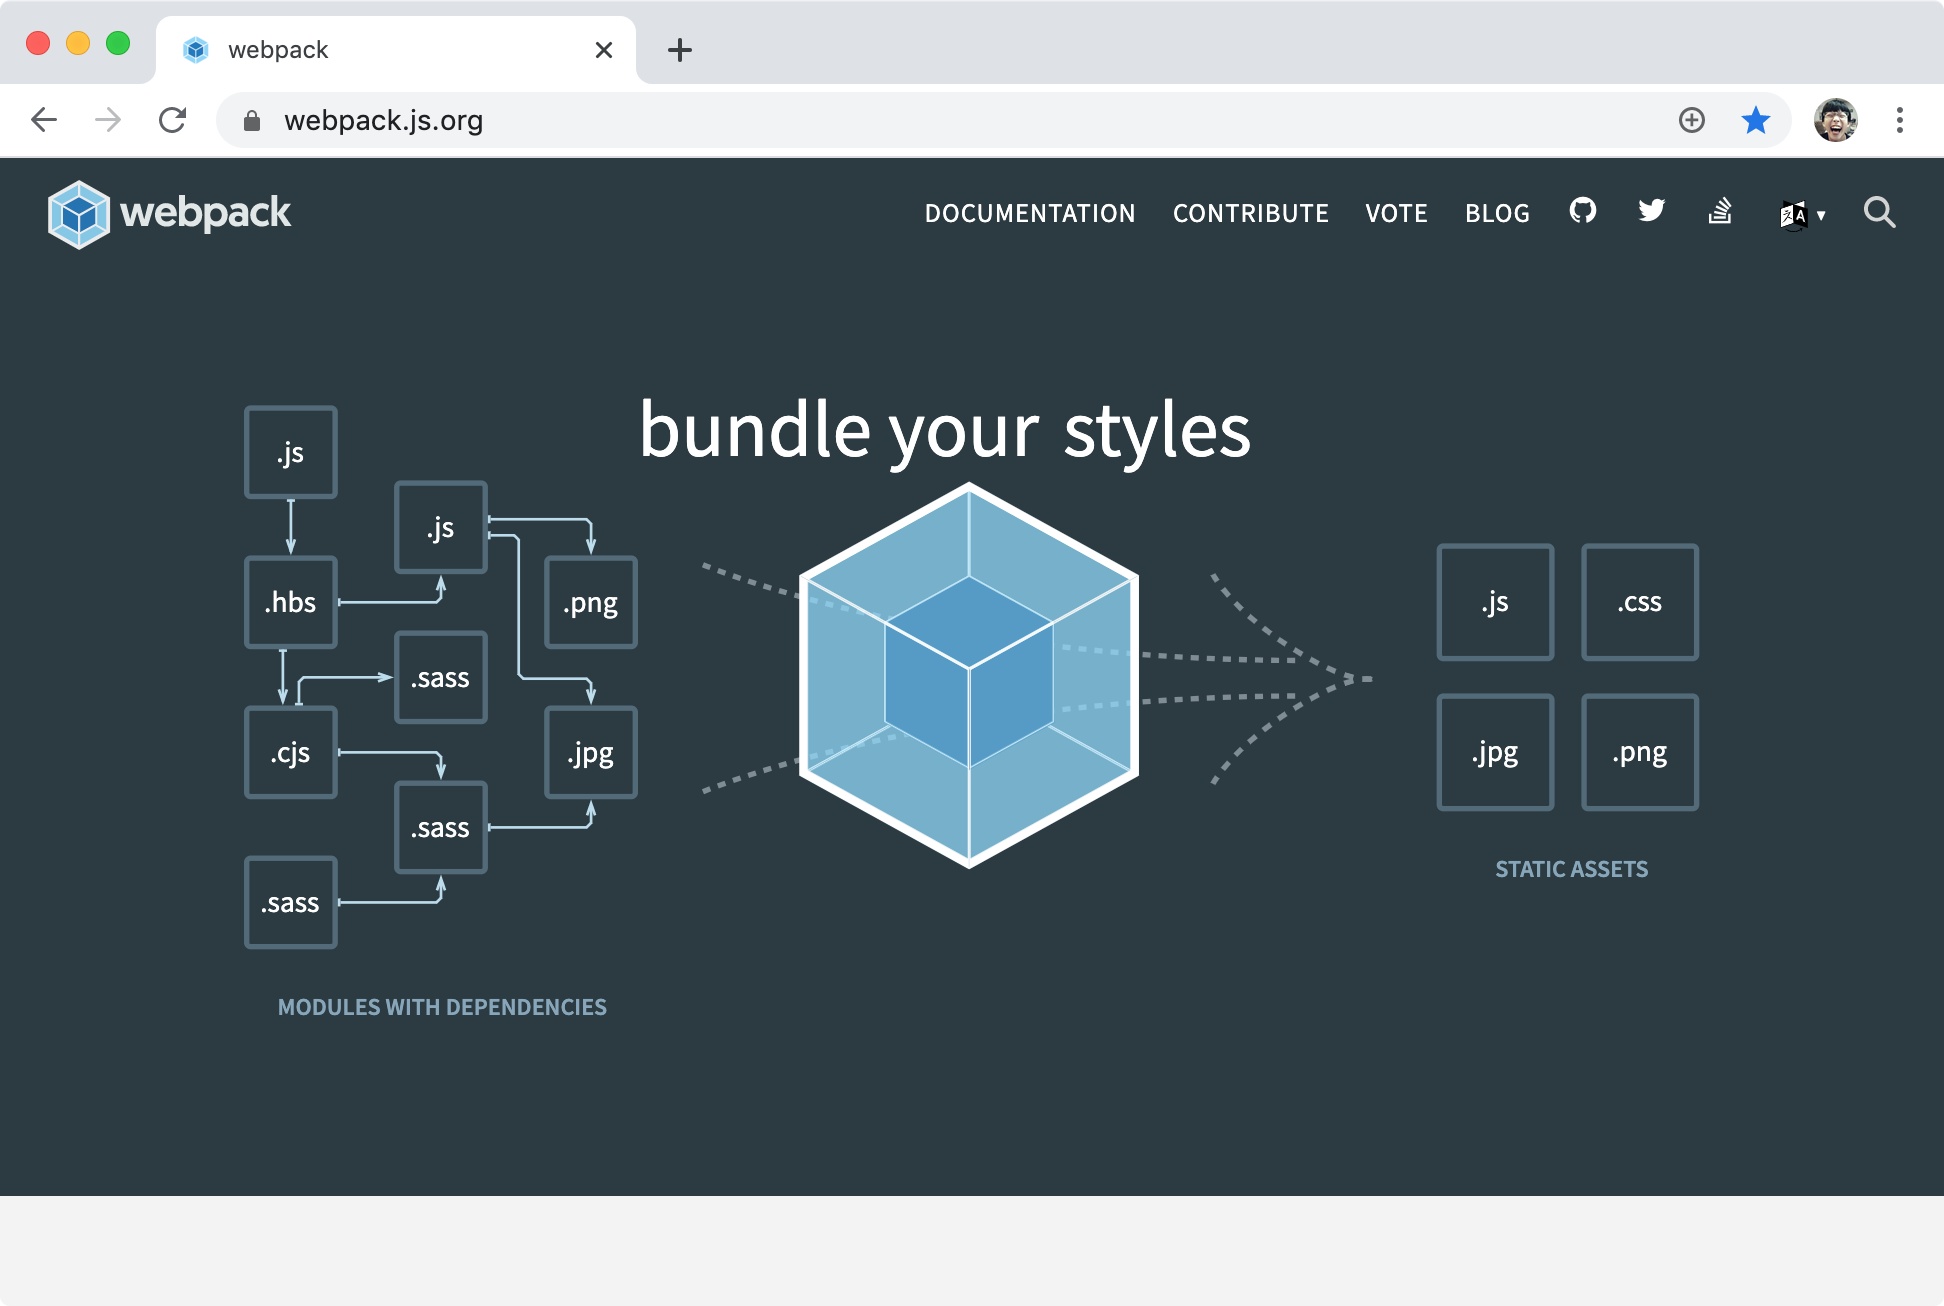 webpack
webpack.js.org
webpack
DOCUMENTATION CONTRIBUTE VOTE BLOG
bundle your styles
.js
.js
.hbs
.png
.sass
.cjs
.jpg
.sass
.sass
MODULES WITH DEPENDENCIES
.js .css
.jpg .png
STATIC ASSETS